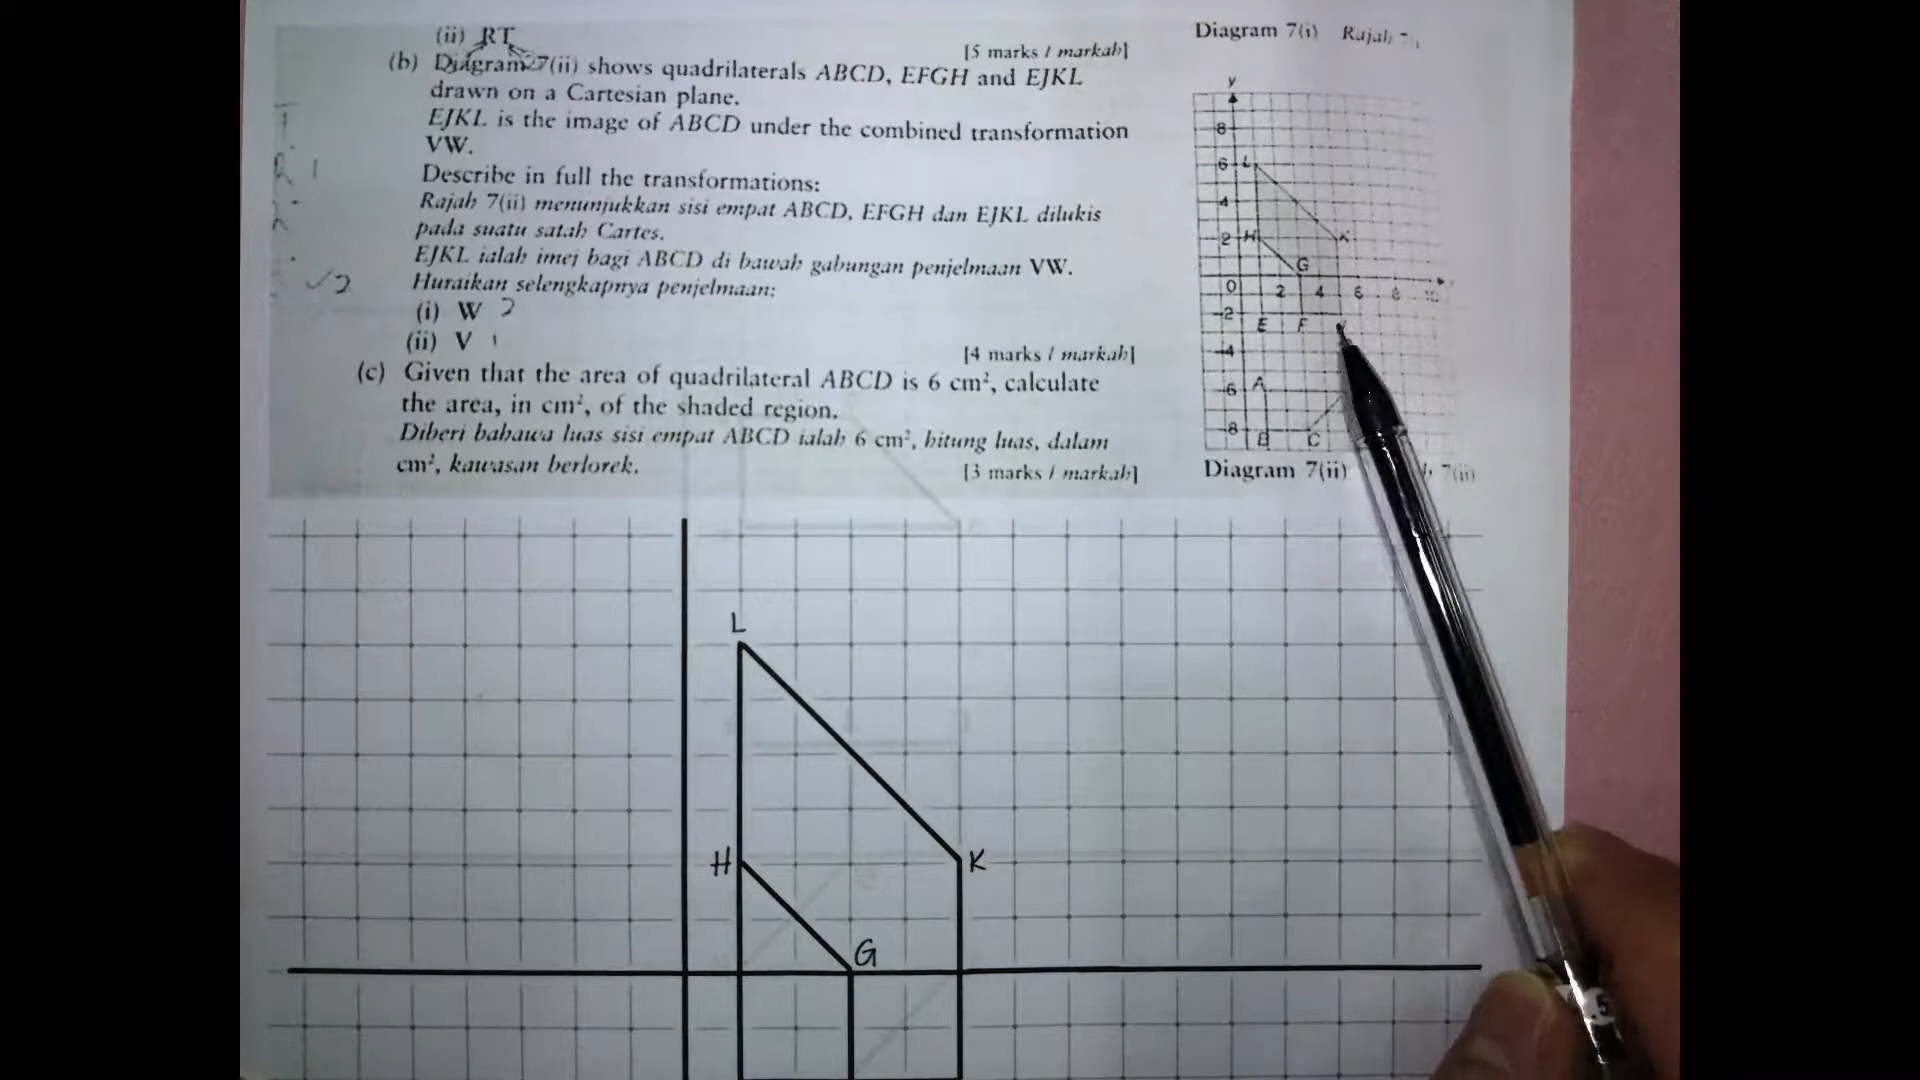 (ii) RT
[5 marks / markah]
(b) Diagram 7(ii) shows quadrilaterals ABCD, EFGH and EJKL
drawn on a Cartesian plane.
EJKL is the image of ABCD under the combined transformation
VW.
Describe in full the transformations:
Rajah 7(ii) menunjukkan sisi empat ABCD, EFGH dan EJKL dilukis
pada suatu satah Cartes.
EJKL ialah imej bagi ABCD di bawah gabungan penjelmaan VW.
Huraikan selengkapnya penjelmaan:
(i) W 2
(ii) V 1
[4 marks / markah]
(c) Given that the area of quadrilateral ABCD is 6 cm², calculate
the area, in cm², of the shaded region.
Diberi bahawa luas sisi empat ABCD ialah 6 cm², hitung luas, dalam
cm², kawasan berlorek.
[3 marks / markah]
Diagram 7(i) Rajah
y
8
6 L
4
2 H K
G
0 2 4 6 8 10
-2
E F
-4
-6 A
-8 B C
Diagram 7(ii) 7(ii)
L
H K
G